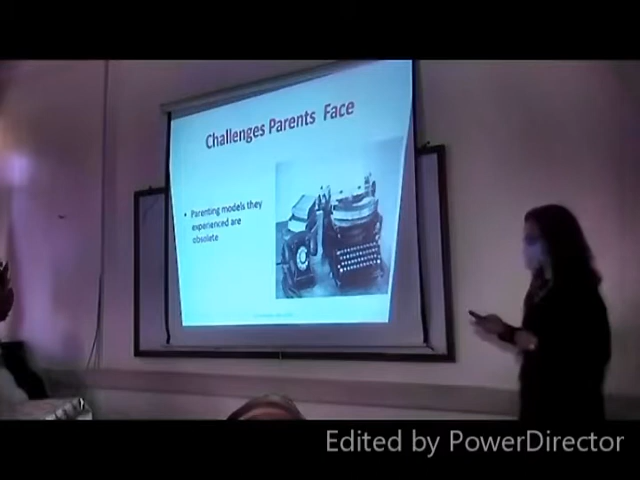 Challenges Parents Face
• Parenting models they
experienced are
obsolete
Edited by PowerDirector